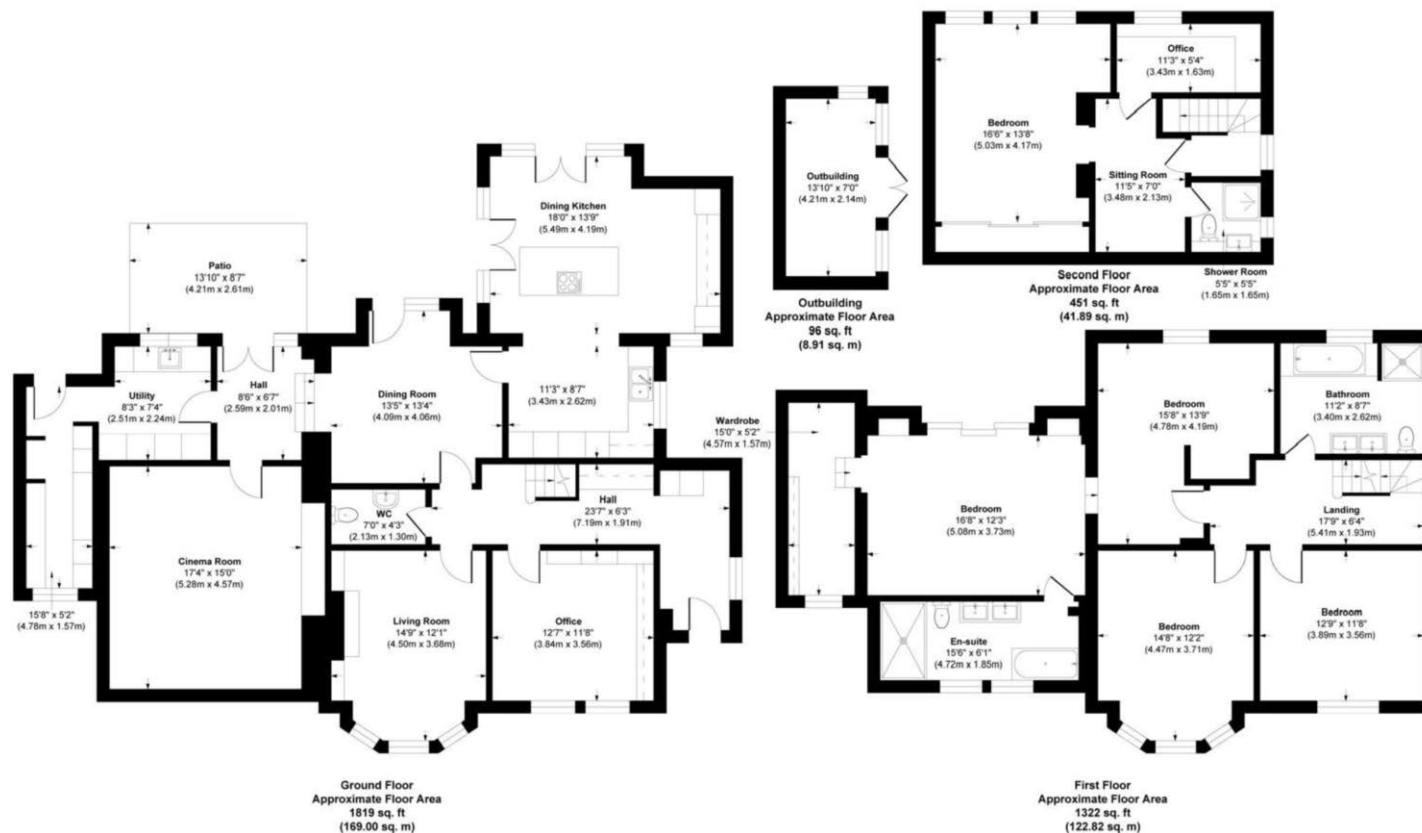 Patio
13'10" x 8'7"
(4.21m x 2.61m)
Dining Kitchen
18'0" x 13'9"
(5.49m x 4.19m)
Utility
8'3" x 7'4"
(2.51m x 2.24m)
Hall
8'6" x 6'7"
(2.59m x 2.01m)
Dining Room
13'5" x 13'4"
(4.09m x 4.06m)
11'3" x 8'7"
(3.43m x 2.62m)
WC
7'0" x 4'3"
(2.13m x 1.30m)
Hall
23'7" x 6'3"
(7.19m x 1.91m)
Cinema Room
17'4" x 15'0"
(5.28m x 4.57m)
15'8" x 5'2"
(4.78m x 1.57m)
Living Room
14'9" x 12'1"
(4.50m x 3.68m)
Office
12'7" x 11'8"
(3.84m x 3.56m)
Ground Floor
Approximate Floor Area
1819 sq. ft
(169.00 sq. m)
Outbuilding
13'10" x 7'0"
(4.21m x 2.14m)
Outbuilding
Approximate Floor Area
96 sq. ft
(8.91 sq. m)
Bedroom
16'6" x 13'8"
(5.03m x 4.17m)
Office
11'3" x 5'4"
(3.43m x 1.63m)
Sitting Room
11'5" x 7'0"
(3.48m x 2.13m)
Shower Room
5'5" x 5'5"
(1.65m x 1.65m)
Second Floor
Approximate Floor Area
451 sq. ft
(41.89 sq. m)
Wardrobe
15'0" x 5'2"
(4.57m x 1.57m)
Bedroom
16'8" x 12'3"
(5.08m x 3.73m)
En-suite
15'6" x 6'1"
(4.72m x 1.85m)
Bedroom
15'8" x 13'9"
(4.78m x 4.19m)
Bathroom
11'2" x 8'7"
(3.40m x 2.62m)
Landing
17'9" x 6'4"
(5.41m x 1.93m)
Bedroom
14'8" x 12'2"
(4.47m x 3.71m)
Bedroom
12'9" x 11'8"
(3.89m x 3.56m)
First Floor
Approximate Floor Area
1322 sq. ft
(122.82 sq. m)